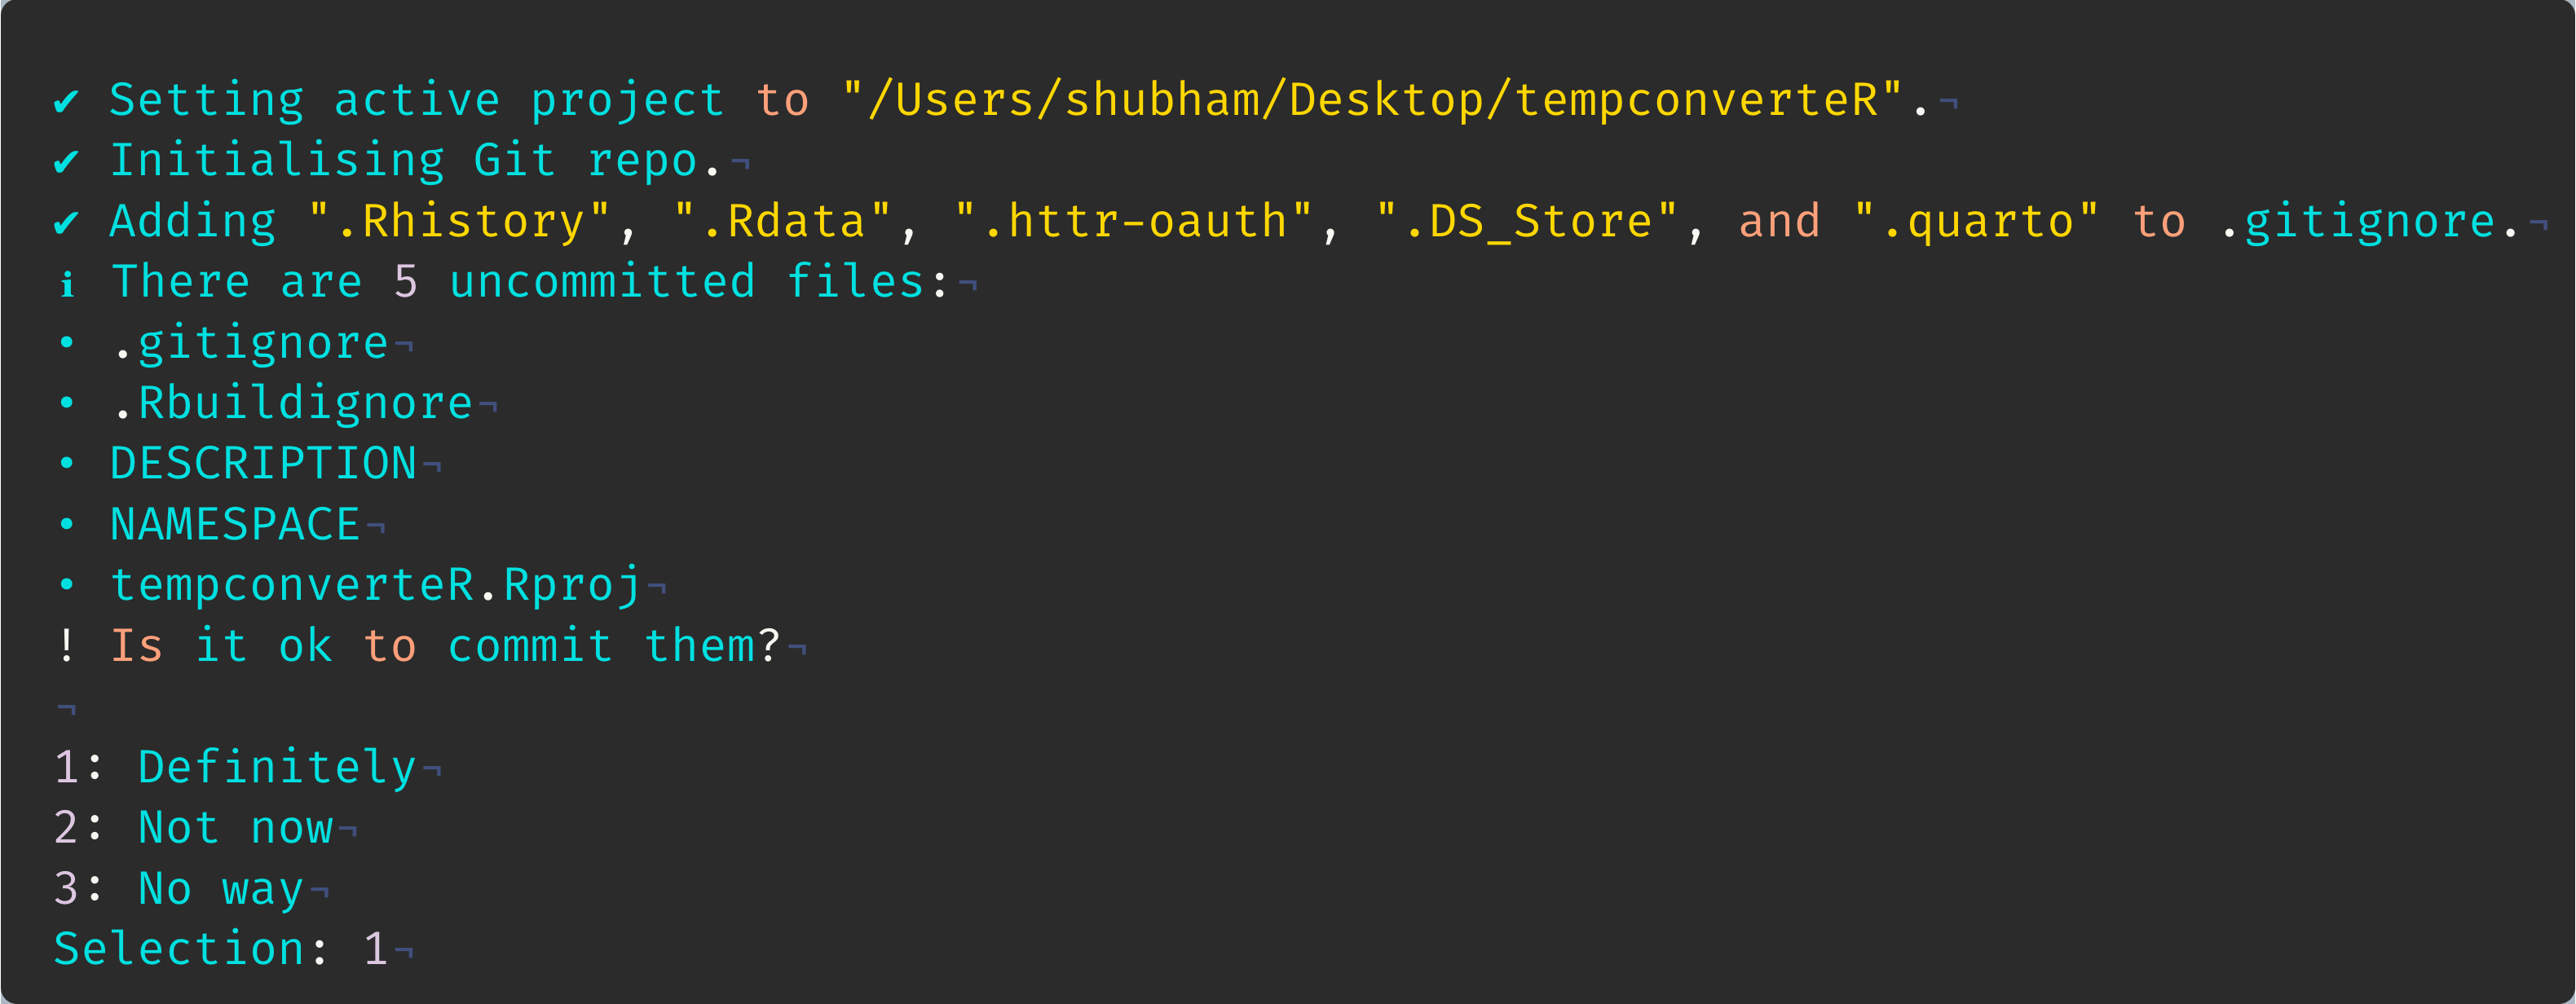 ✔ Setting active project to "/Users/shubham/Desktop/tempconverteR".¬
✔ Initialising Git repo.¬
✔ Adding ".Rhistory", ".Rdata", ".httr-oauth", ".DS_Store", and ".quarto" to .gitignore.¬
ℹ There are 5 uncommitted files:¬
• .gitignore¬
• .Rbuildignore¬
• DESCRIPTION¬
• NAMESPACE¬
• tempconverteR.Rproj¬
! Is it ok to commit them?¬
¬
1: Definitely¬
2: Not now¬
3: No way¬
Selection: 1¬